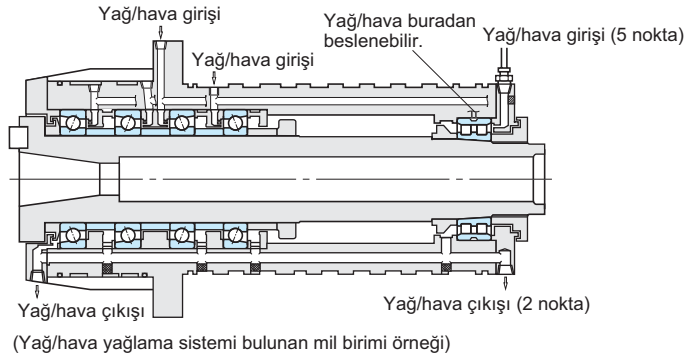 Yağ/hava girişi
Yağ/hava girişi
Yağ/hava buradan
beslenebilir.
Yağ/hava girişi (5 nokta)
Yağ/hava çıkışı
Yağ/hava çıkışı (2 nokta)
(Yağ/hava yağlama sistemi bulunan mil birimi örneği)